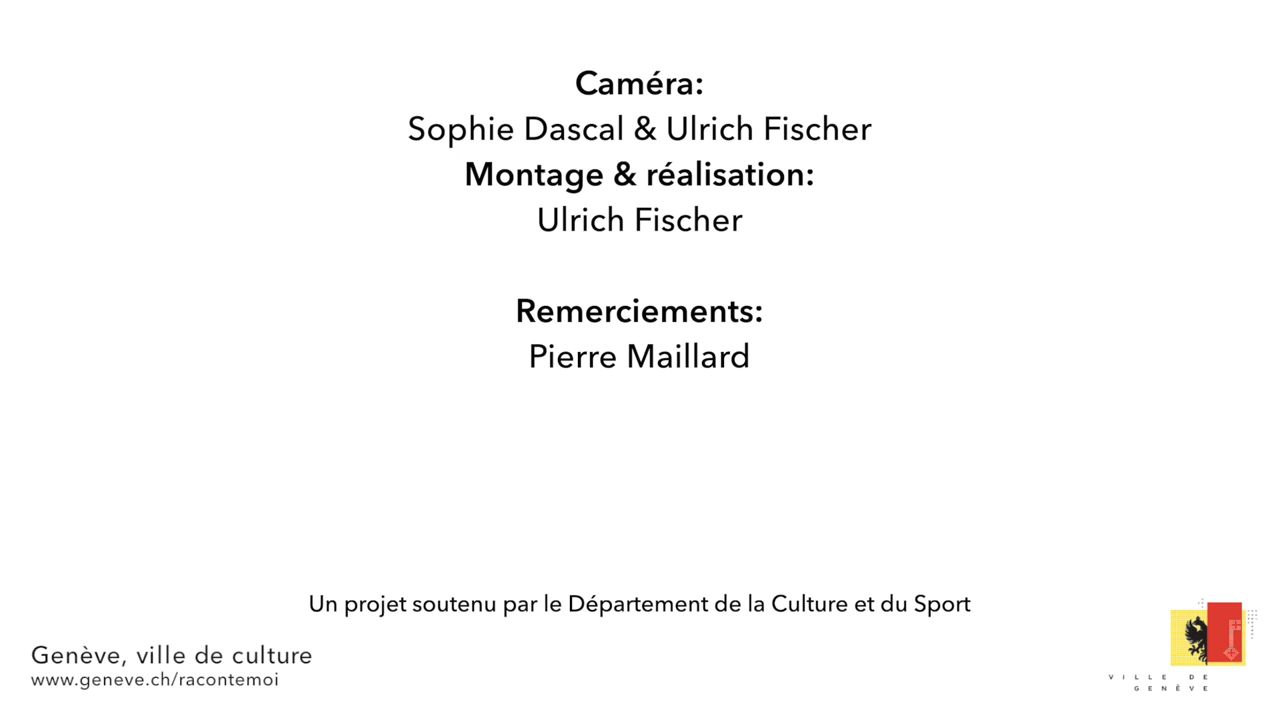 Caméra:
Sophie Dascal & Ulrich Fischer
Montage & réalisation:
Ulrich Fischer
Remerciements:
Pierre Maillard
Un projet soutenu par le Département de la Culture et du Sport
Genève, ville de culture
www.geneve.ch/racontemoi
VILLE DE
GENÈVE